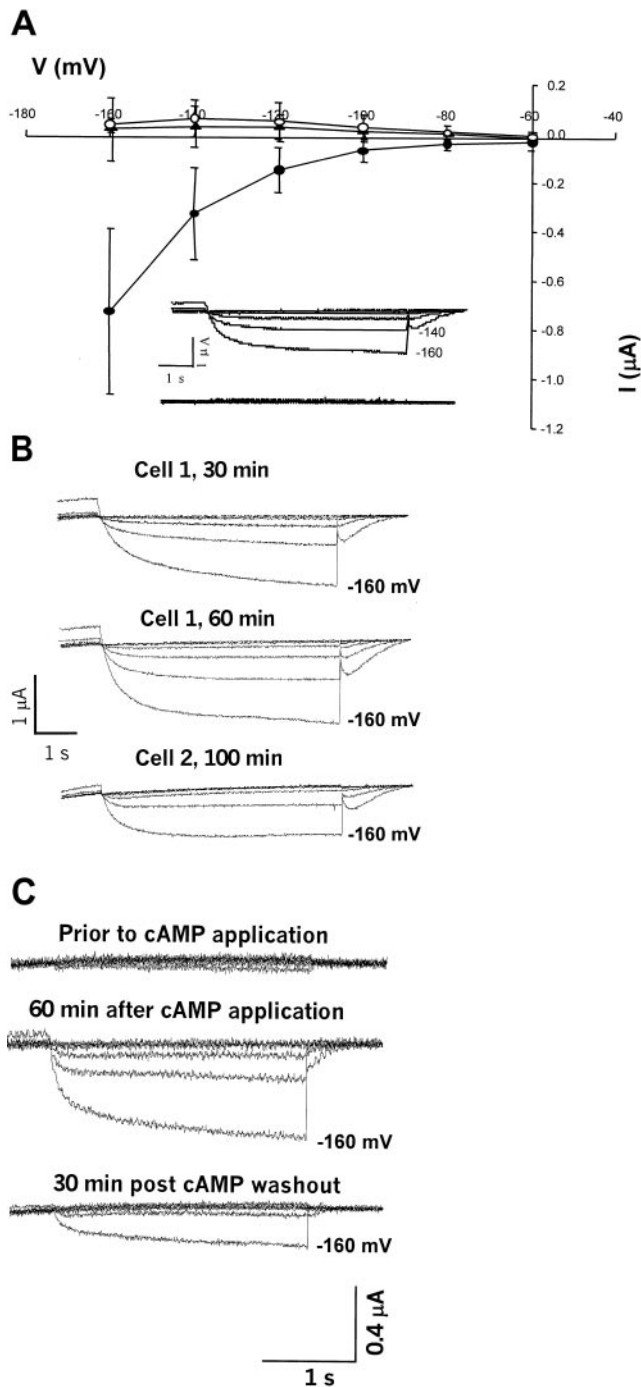 A
V (mV)
-180 -160 -140 -120 -100 -80 -60 -40
0.2
0.0
-0.2
-0.4
-0.6
-0.8
-1.0
-1.2
I (μA)
-140
-160
1 μA
1 s
B
Cell 1, 30 min
-160 mV
Cell 1, 60 min
-160 mV
1 μA
1 s
Cell 2, 100 min
-160 mV
C
Prior to cAMP application
60 min after cAMP application
-160 mV
30 min post cAMP washout
-160 mV
0.4 μA
1 s